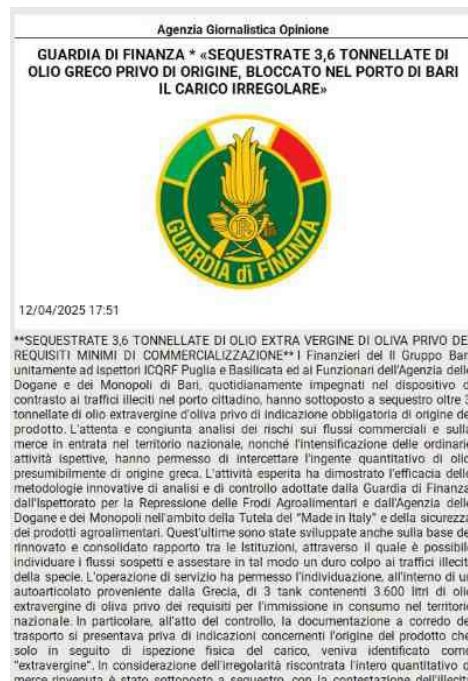 Agenzia Giornalistica Opinione
GUARDIA DI FINANZA * «SEQUESTRATE 3,6 TONNELLATE DI
OLIO GRECO PRIVO DI ORIGINE, BLOCCATO NEL PORTO DI BARI
IL CARICO IRREGOLARE»
GUARDIA di FINANZA
12/04/2025 17:51
**SEQUESTRATE 3,6 TONNELLATE DI OLIO EXTRA VERGINE DI OLIVA PRIVO DE
REQUISITI MINIMI DI COMMERCIALIZZAZIONE** I Finanzieri del II Gruppo Bar
unitamente ad ispettori ICQRF Puglia e Basilicata ed ai Funzionari dell'Agenzia delle
Dogane e dei Monopoli di Bari, quotidianamente impegnati nel dispositivo d
contrasto ai traffici illeciti nel porto cittadino, hanno sottoposto a sequestro oltre 3
tonnellate di olio extravergine d'oliva privo di indicazione obbligatoria di origine de
prodotto. L'attenta e congiunta analisi dei rischi sui flussi commerciali e sulla
merce in entrata nel territorio nazionale, nonché l'intensificazione delle ordinarie
attività ispettive, hanno permesso di intercettare l'ingente quantitativo di olio
presumibilmente di origine greca. L'attività esperita ha dimostrato l'efficacia delle
metodologie innovative di analisi e di controllo adottate dalla Guardia di Finanza
dall'Ispettorato per la Repressione delle Frodi Agroalimentari e dall'Agenzia delle
Dogane e dei Monopoli nell'ambito della Tutela del "Made in Italy" e della sicurezza
dei prodotti agroalimentari. Quest'ultime sono state sviluppate anche sulla base de
rinnovato e consolidato rapporto tra le Istituzioni, attraverso il quale è possibile
individuare i flussi sospetti e assestare in tal modo un duro colpo ai traffici illeciti
della specie. L'operazione di servizio ha permesso l'individuazione, all'interno di un
autoarticolato proveniente dalla Grecia, di 3 tank contenenti 3.600 litri di olio
extravergine di oliva privo dei requisiti per l'immissione in consumo nel territorio
nazionale. In particolare, all'atto del controllo, la documentazione a corredo de
trasporto si presentava priva di indicazioni concernenti l'origine del prodotto che
solo in seguito di ispezione fisica del carico, veniva identificato come
"extravergine". In considerazione dell'irregolarità riscontrata l'intero quantitativo d
merce rinvenuta è stato sottoposto a sequestro, con la contestazione dell'illecito